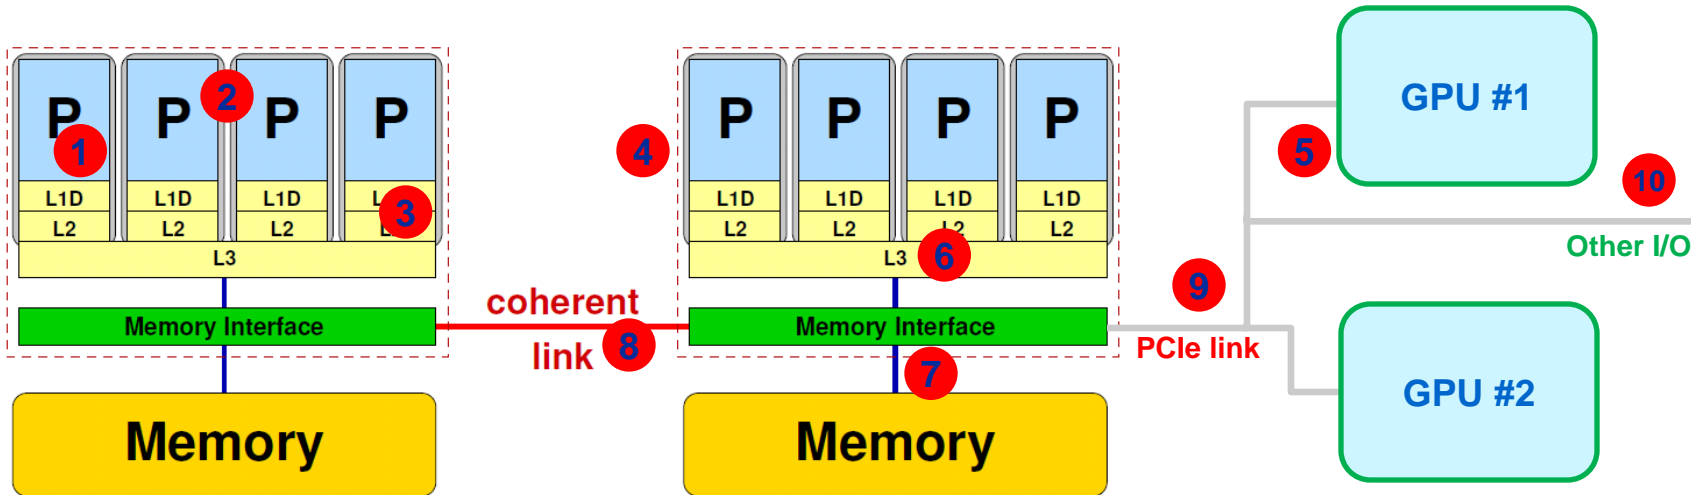 P P P P
1
2
L1D L1D L1D L
3
L2 L2 L2 L
L3
Memory Interface
Memory
coherent
link
8
P P P P
4
L1D L1D L1D L1D
L2 L2 L2 L2
L3
6
Memory Interface
7
Memory
9
PCIe link
5
GPU #1
10
Other I/O
GPU #2